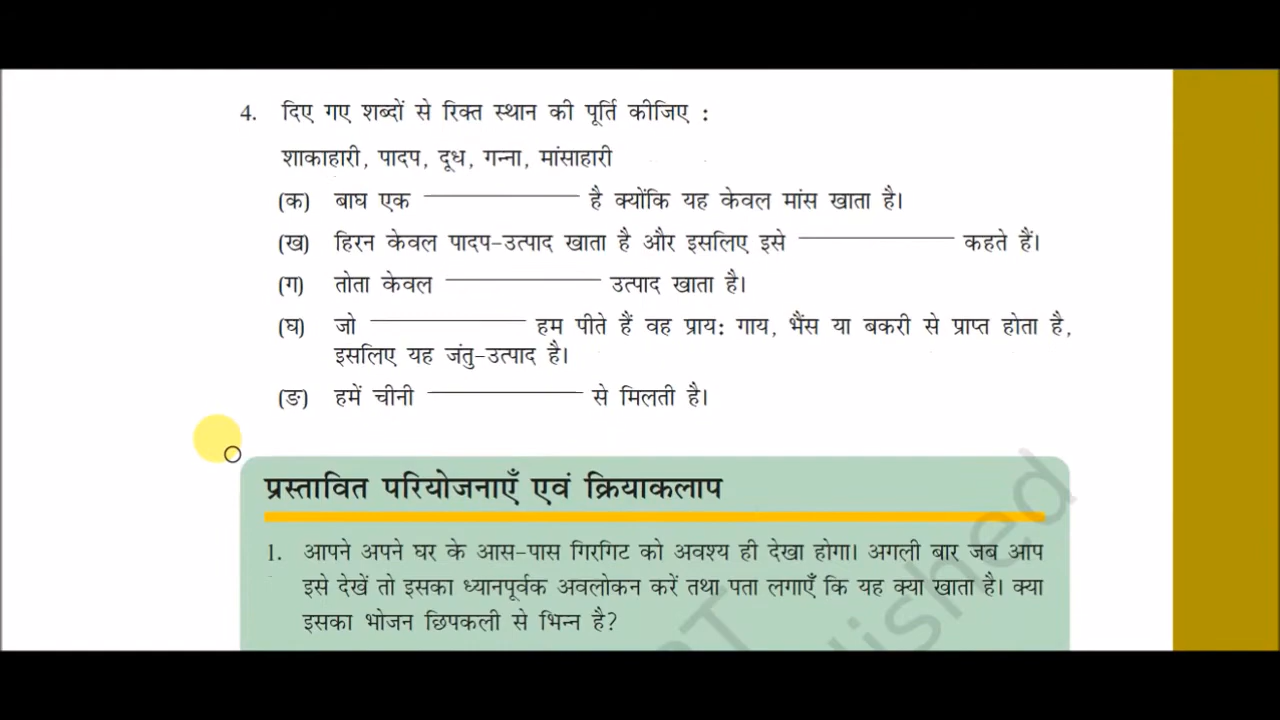 4. दिए गए शब्दों से रिक्त स्थान की पूर्ति कीजिए :
शाकाहारी, पादप, दूध, गन्ना, मांसाहारी
(क) बाघ एक ____________ है क्योंकि यह केवल मांस खाता है।
(ख) हिरन केवल पादप-उत्पाद खाता है और इसलिए इसे ____________ कहते हैं।
(ग) तोता केवल ____________ उत्पाद खाता है।
(घ) जो ____________ हम पीते हैं वह प्राय: गाय, भैंस या बकरी से प्राप्त होता है,
इसलिए यह जंतु-उत्पाद है।
(ङ) हमें चीनी ____________ से मिलती है।
प्रस्तावित परियोजनाएँ एवं क्रियाकलाप
1. आपने अपने घर के आस-पास गिरगिट को अवश्य ही देखा होगा। अगली बार जब आप
इसे देखें तो इसका ध्यानपूर्वक अवलोकन करें तथा पता लगाएँ कि यह क्या खाता है। क्या
इसका भोजन छिपकली से भिन्न है?